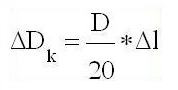 ΔD_k = D/20 * Δl